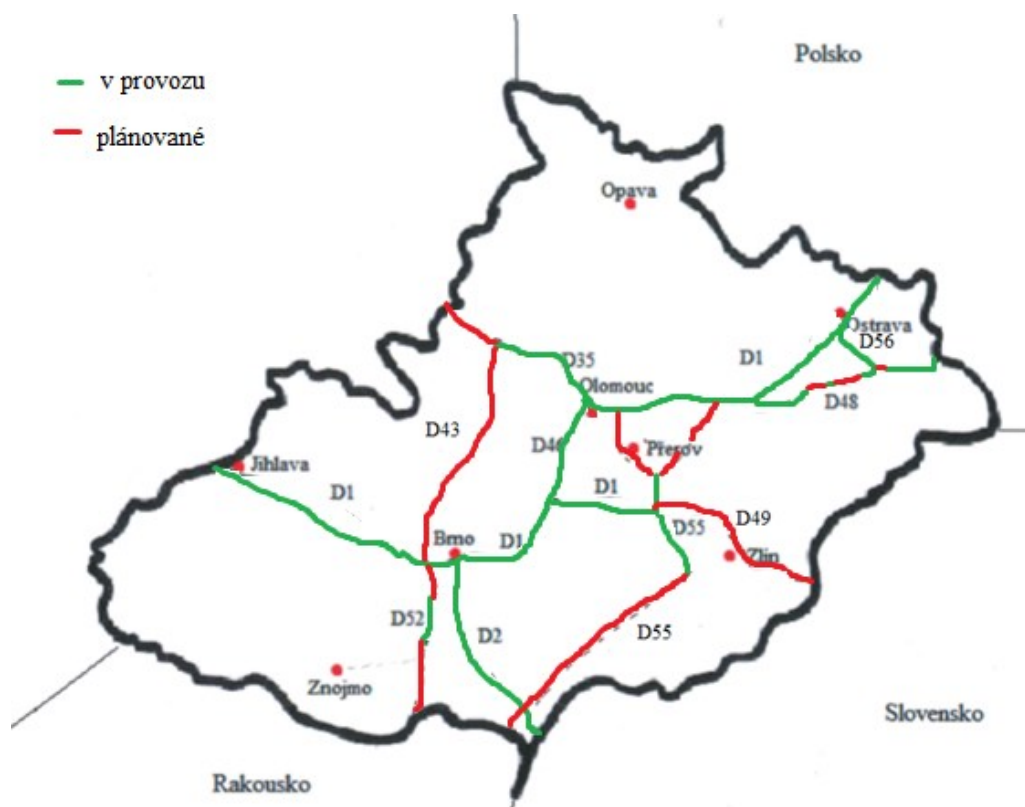 Polsko
v provozu
plánované
Opava
Ostrava
D56
D35
D1
Olomouc
D48
D43
D46
Přerov
Jihlava
D1
D1
D55
D49
Brno
D1
Zlín
D52
D2
D55
Znojmo
Slovensko
Rakousko